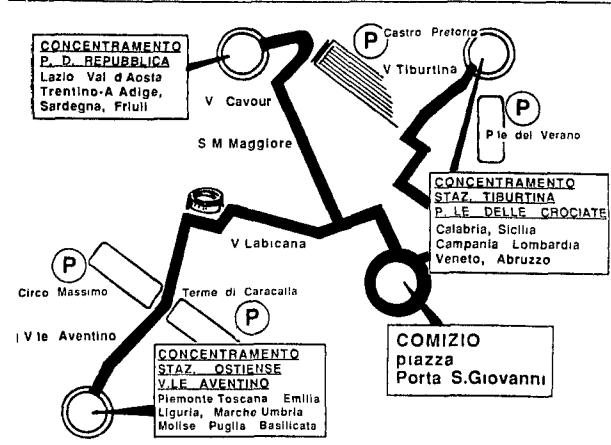 CONCENTRAMENTO
P. D. REPUBBLICA
Lazio Val d Aosta
Trentino-A Adige,
Sardegna, Friuli
P
Castro Pretorio
V Tiburtina
V Cavour
P
P le del Verano
S M Maggiore
CONCENTRAMENTO
STAZ. TIBURTINA
P. LE DELLE CROCIATE
Calabria, Sicilia
Campania Lombardia
Veneto, Abruzzo
V Labicana
P
Circo Massimo
Terme di Caracalla
P
V le Aventino
COMIZIO
piazza
Porta S.Giovanni
CONCENTRAMENTO
STAZ. OSTIENSE
V.LE AVENTINO
Piemonte Toscana Emilia
Liguria, Marche Umbria
Molise Puglia Basilicata